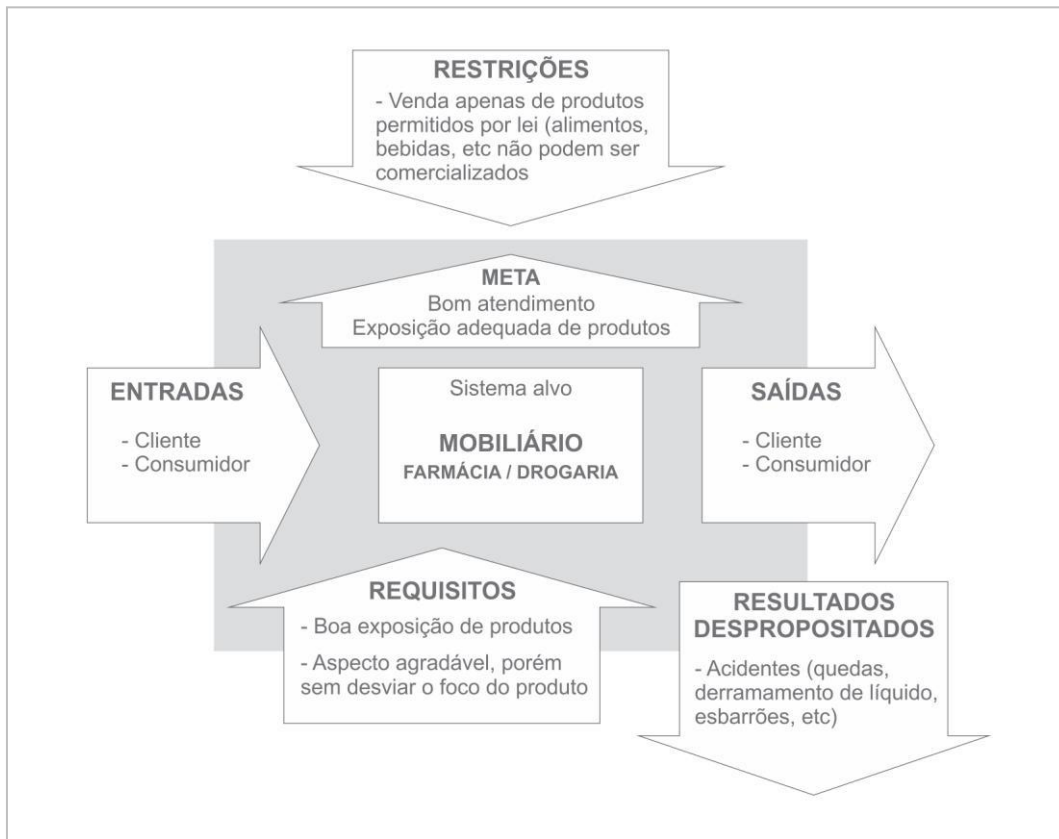 RESTRIÇÕES
- Venda apenas de produtos
permitidos por lei (alimentos,
bebidas, etc não podem ser
comercializados
META
Bom atendimento
Exposição adequada de produtos
ENTRADAS
- Cliente
- Consumidor
Sistema alvo
MOBILIÁRIO
FARMÁCIA / DROGARIA
SAÍDAS
- Cliente
- Consumidor
REQUISITOS
- Boa exposição de produtos
- Aspecto agradável, porém
sem desviar o foco do produto
RESULTADOS
DESPROPOSITADOS
- Acidentes (quedas,
derramamento de líquido,
esbarrões, etc)